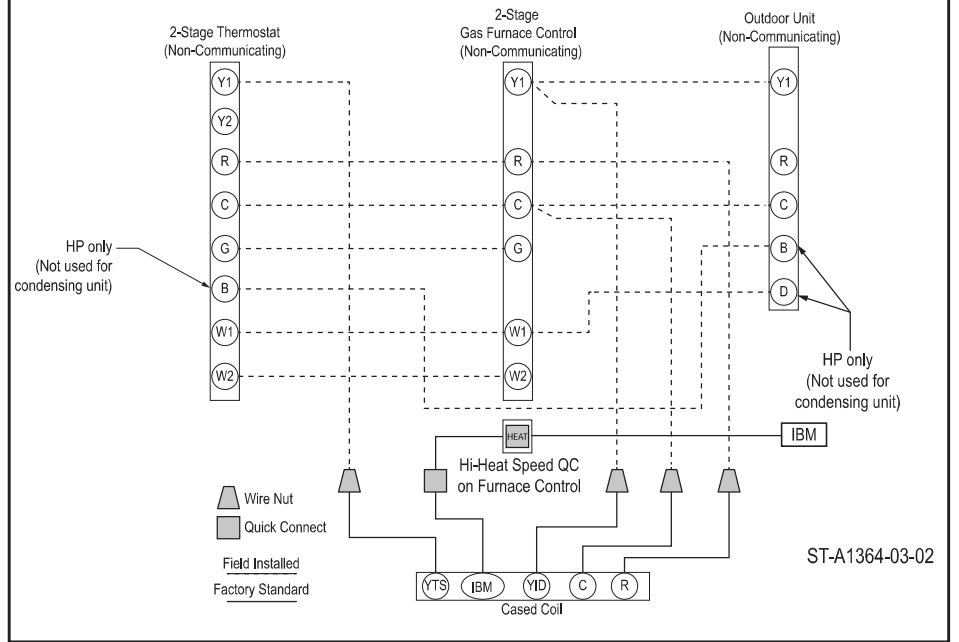 2-Stage Thermostat
(Non-Communicating)
2-Stage
Gas Furnace Control
(Non-Communicating)
Outdoor Unit
(Non-Communicating)
Y1
Y2
R
C
G
B
W1
W2
Y1
R
C
G
W1
W2
Y1
R
C
B
D
HP only
(Not used for
condensing unit)
HP only
(Not used for
condensing unit)
HEAT
IBM
Hi-Heat Speed QC
on Furnace Control
Wire Nut
Quick Connect
Field Installed
Factory Standard
YTS
IBM
YID
C
R
Cased Coil
ST-A1364-03-02